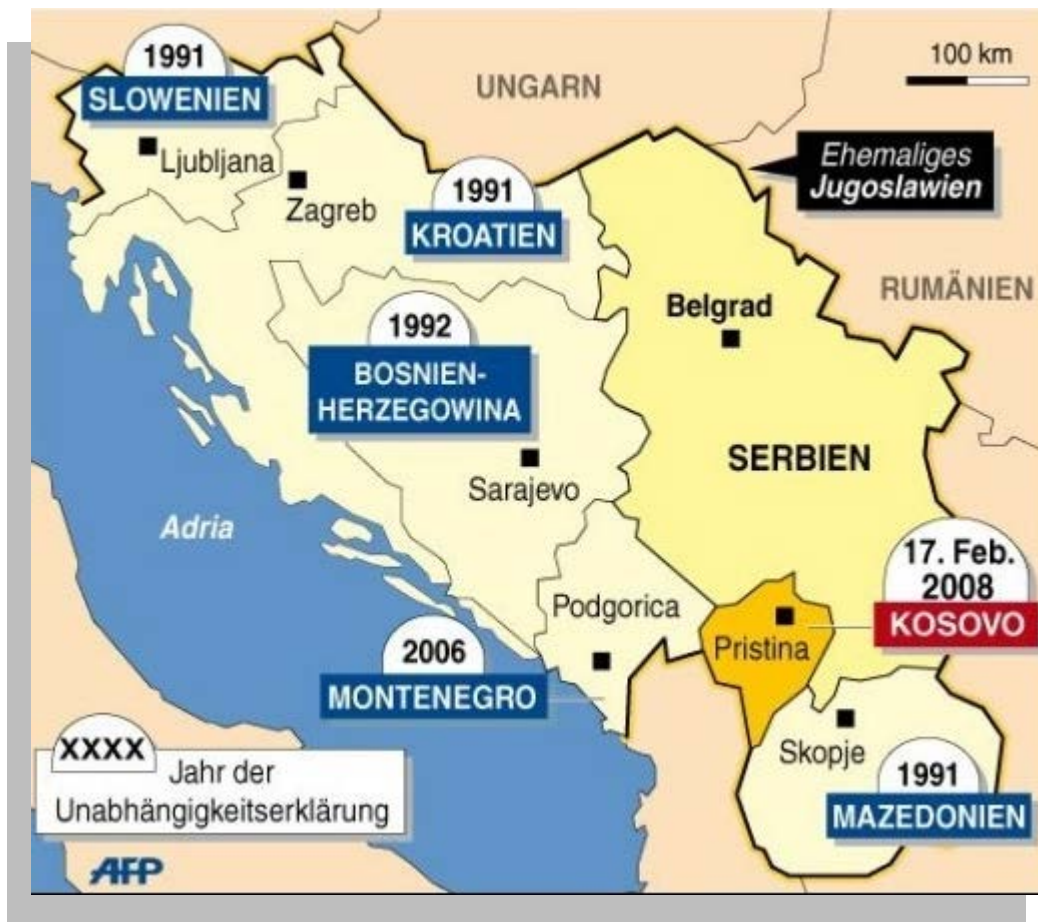 1991
SLOWENIEN
Ljubljana
UNGARN
100 km
Ehemaliges
Jugoslawien
Zagreb
1991
KROATIEN
RUMÄNIEN
Belgrad
1992
BOSNIEN-
HERZEGOWINA
SERBIEN
Sarajevo
Adria
17. Feb.
2008
KOSOVO
Podgorica
Pristina
2006
MONTENEGRO
Skopje
1991
MAZEDONIEN
XXXX
Jahr der
Unabhängigkeitserklärung
AFP